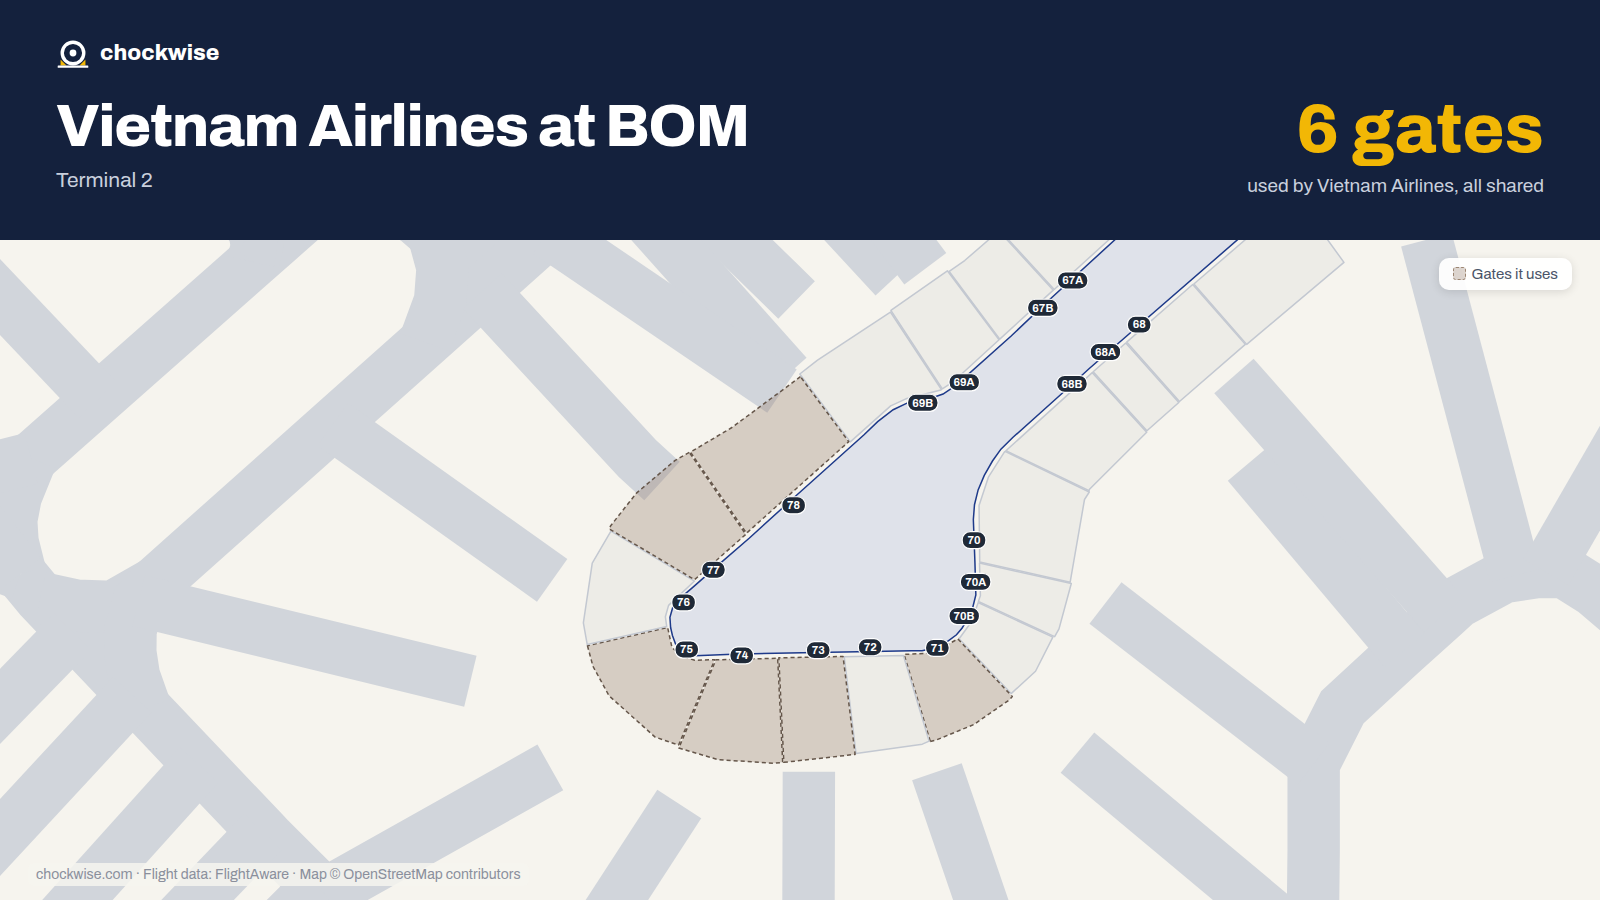 chockwise
Vietnam Airlines at BOM
Terminal 2
6 gates
used by Vietnam Airlines, all shared
Gates it uses
67A
67B
68
68A
69A
68B
69B
78
70
77
70A
76
70B
75
74
73
72
71
chockwise.com · Flight data: FlightAware · Map © OpenStreetMap contributors